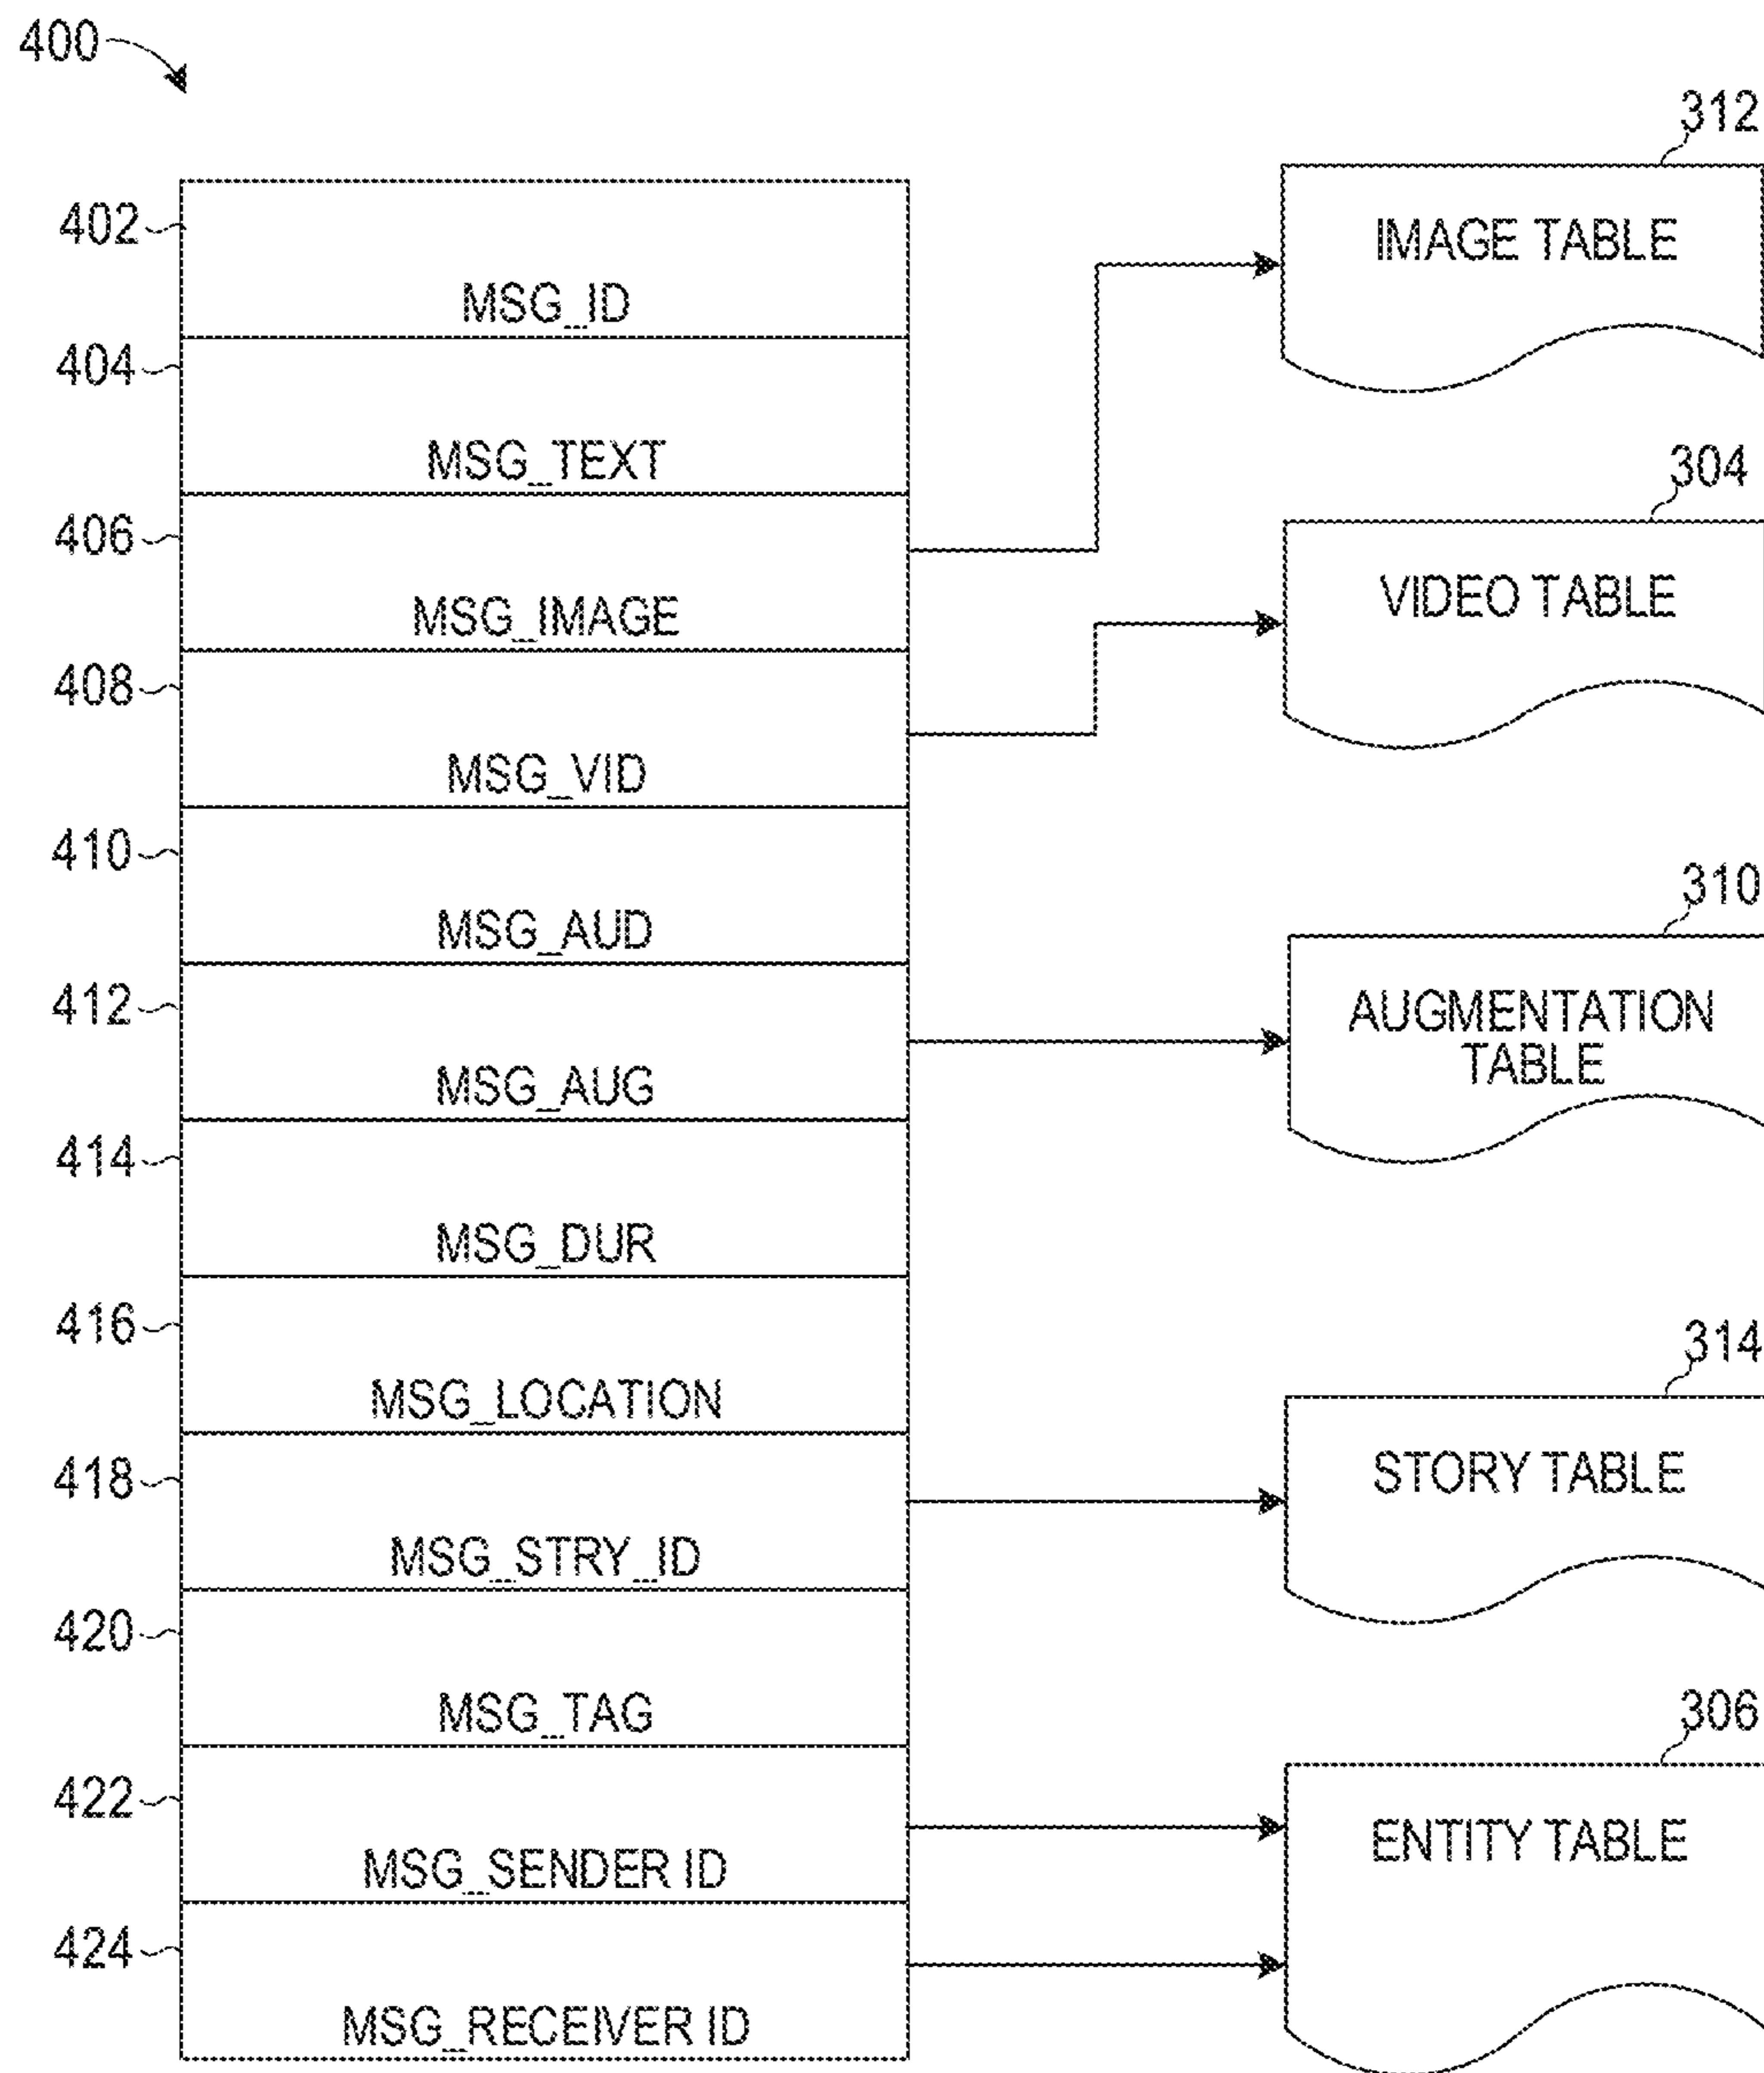 400
402
MSG_ID
404
MSG_TEXT
406
MSG_IMAGE
408
MSG_VID
410
MSG_AUD
412
MSG_AUG
414
MSG_DUR
416
MSG_LOCATION
418
MSG_STRY_ID
420
MSG_TAG
422
MSG_SENDER ID
424
MSG_RECEIVER ID
312
IMAGE TABLE
304
VIDEO TABLE
310
AUGMENTATION
TABLE
314
STORY TABLE
306
ENTITY TABLE